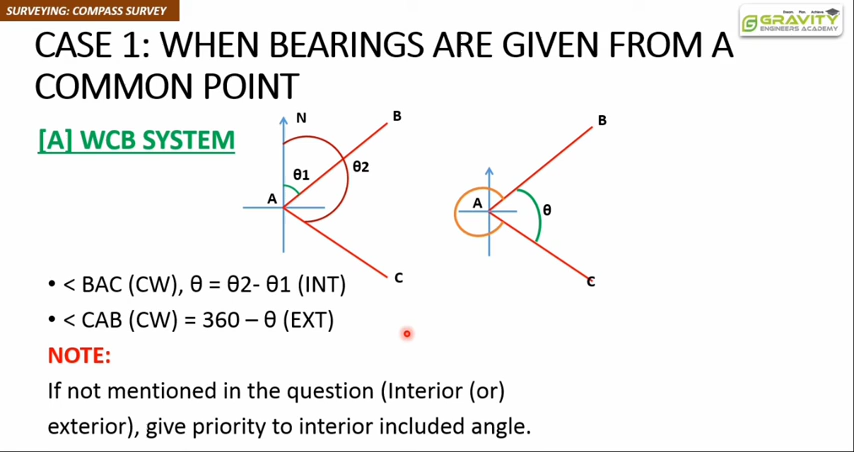 SURVEYING: COMPASS SURVEY
GRAVITY
ENGINEERS ACADEMY
CASE 1: WHEN BEARINGS ARE GIVEN FROM A
COMMON POINT
[A] WCB SYSTEM
N
B
θ1
θ2
A
C
B
A
θ
C
• < BAC (CW), θ = θ2- θ1 (INT)
• < CAB (CW) = 360 – θ (EXT)
NOTE:
If not mentioned in the question (Interior (or)
exterior), give priority to interior included angle.